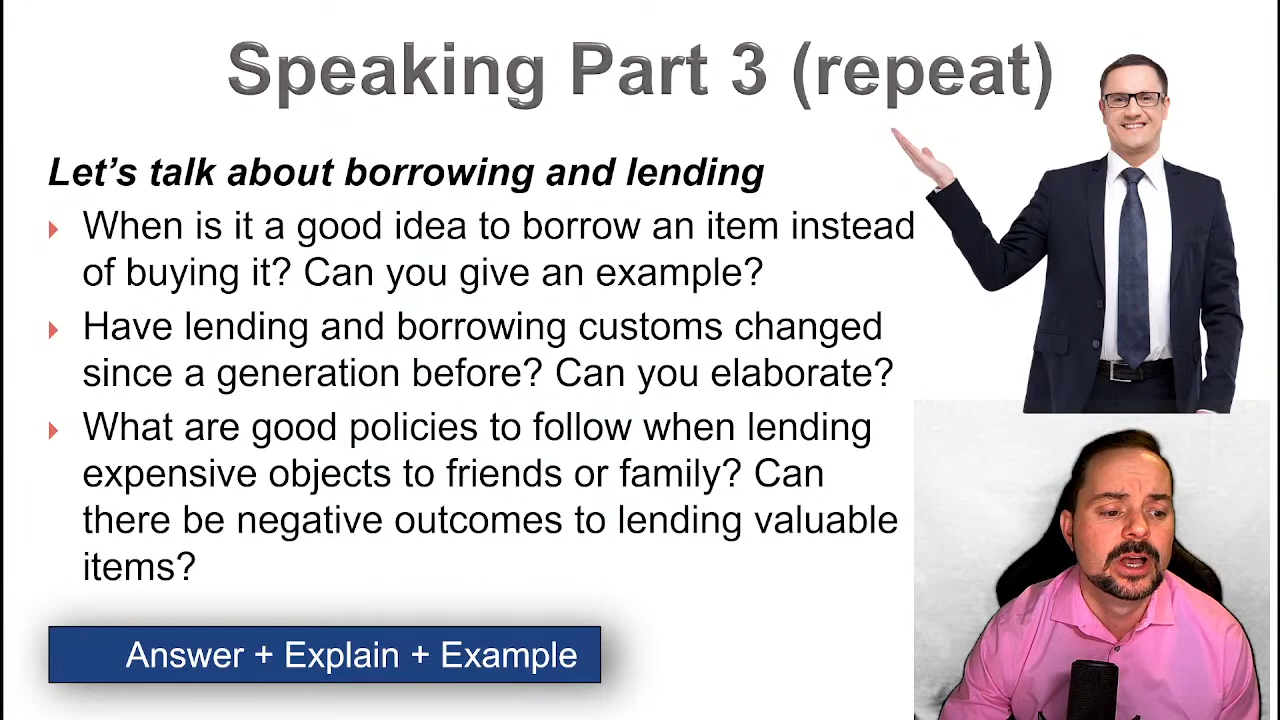 Speaking Part 3 (repeat)
Let's talk about borrowing and lending
When is it a good idea to borrow an item instead
of buying it? Can you give an example?
Have lending and borrowing customs changed
since a generation before? Can you elaborate?
What are good policies to follow when lending
expensive objects to friends or family? Can
there be negative outcomes to lending valuable
items?
Answer + Explain + Example